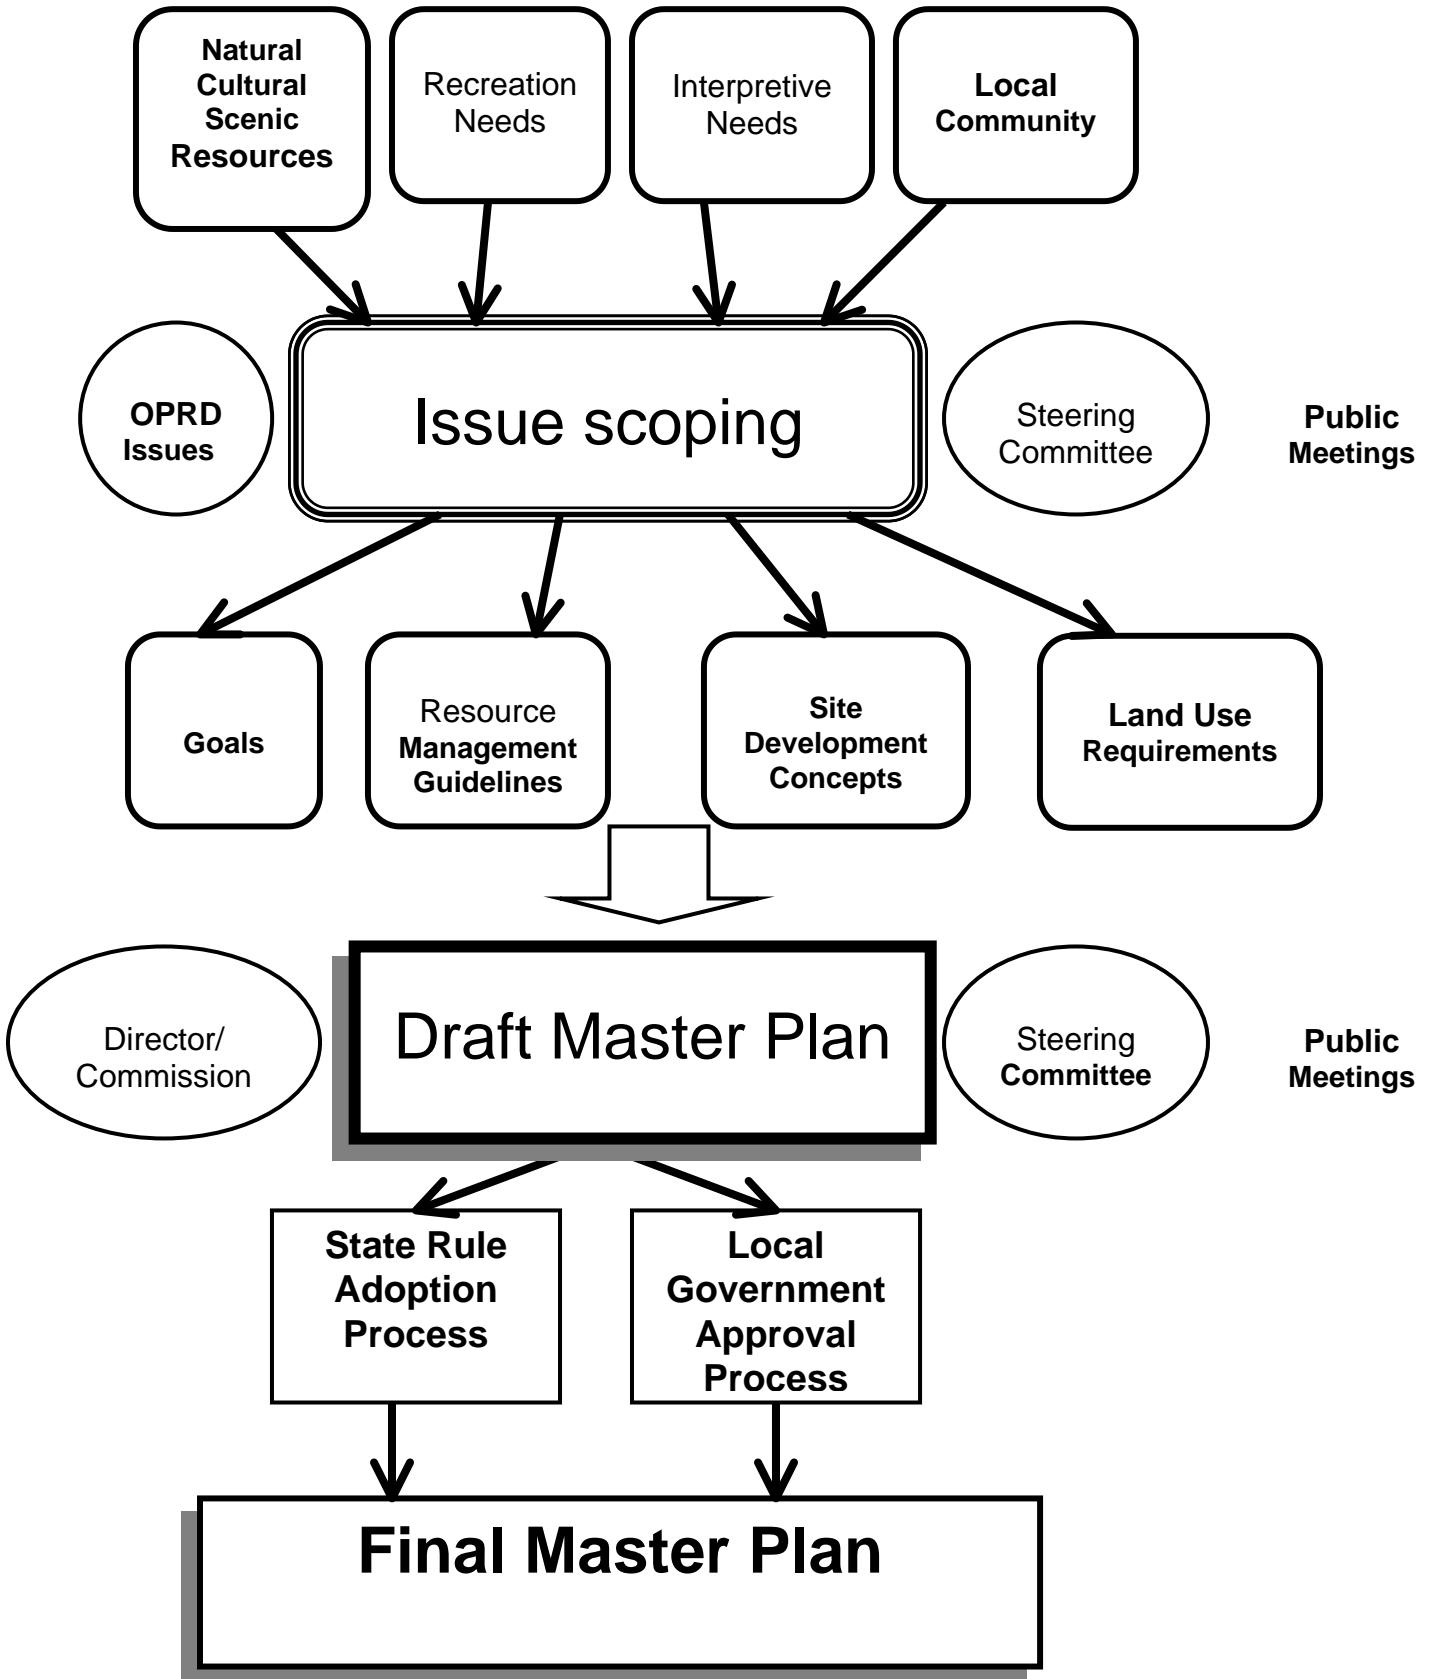 Natural
Cultural
Scenic
Resources
Recreation
Needs
Interpretive
Needs
Local
Community
OPRD
Issues
Issue scoping
Steering
Committee
Public
Meetings
Goals
Resource
Management
Guidelines
Site
Development
Concepts
Land Use
Requirements
Director/
Commission
Draft Master Plan
Steering
Committee
Public
Meetings
State Rule
Adoption
Process
Local
Government
Approval
Process
Final Master Plan